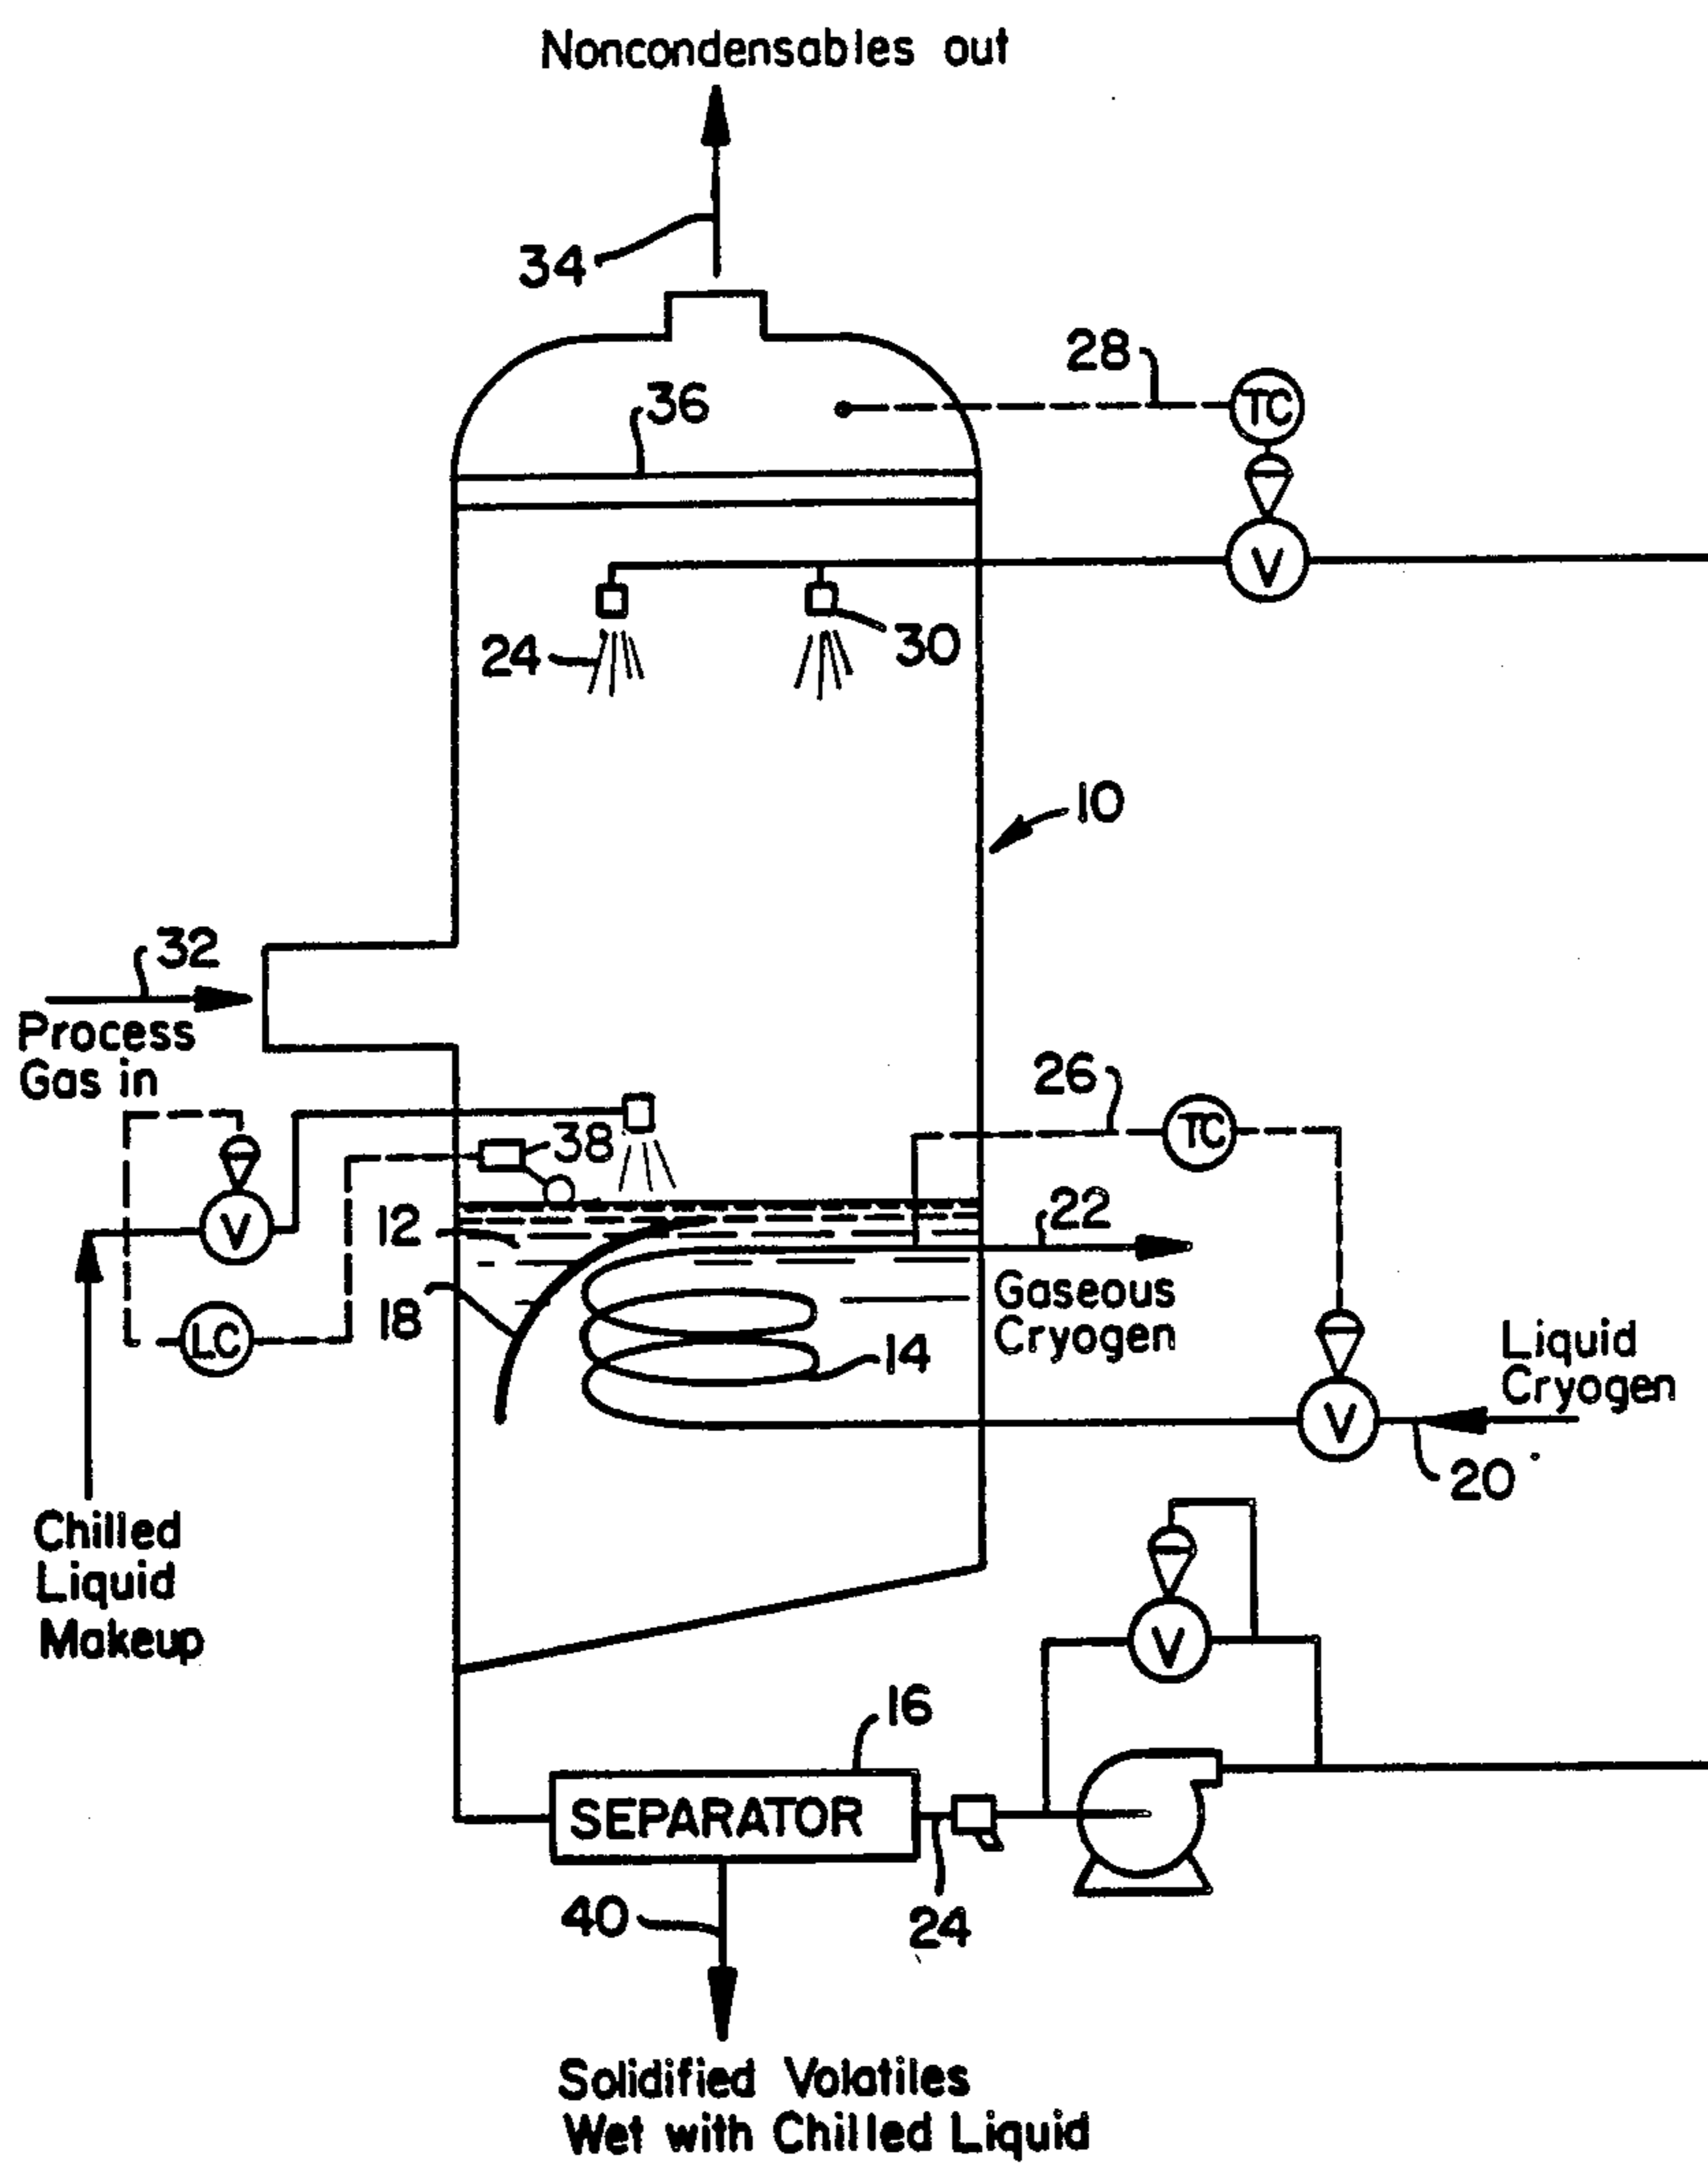 Noncondensables out
34
28
TC
36
V
24
30
10
32
Process
Gas in
26
TC
38
12
22
V
Gaseous
Cryogen
18
LC
14
Liquid
Cryogen
V
20
Chilled
Liquid
Makeup
V
16
SEPARATOR
40
24
Solidified Volatiles
Wet with Chilled Liquid